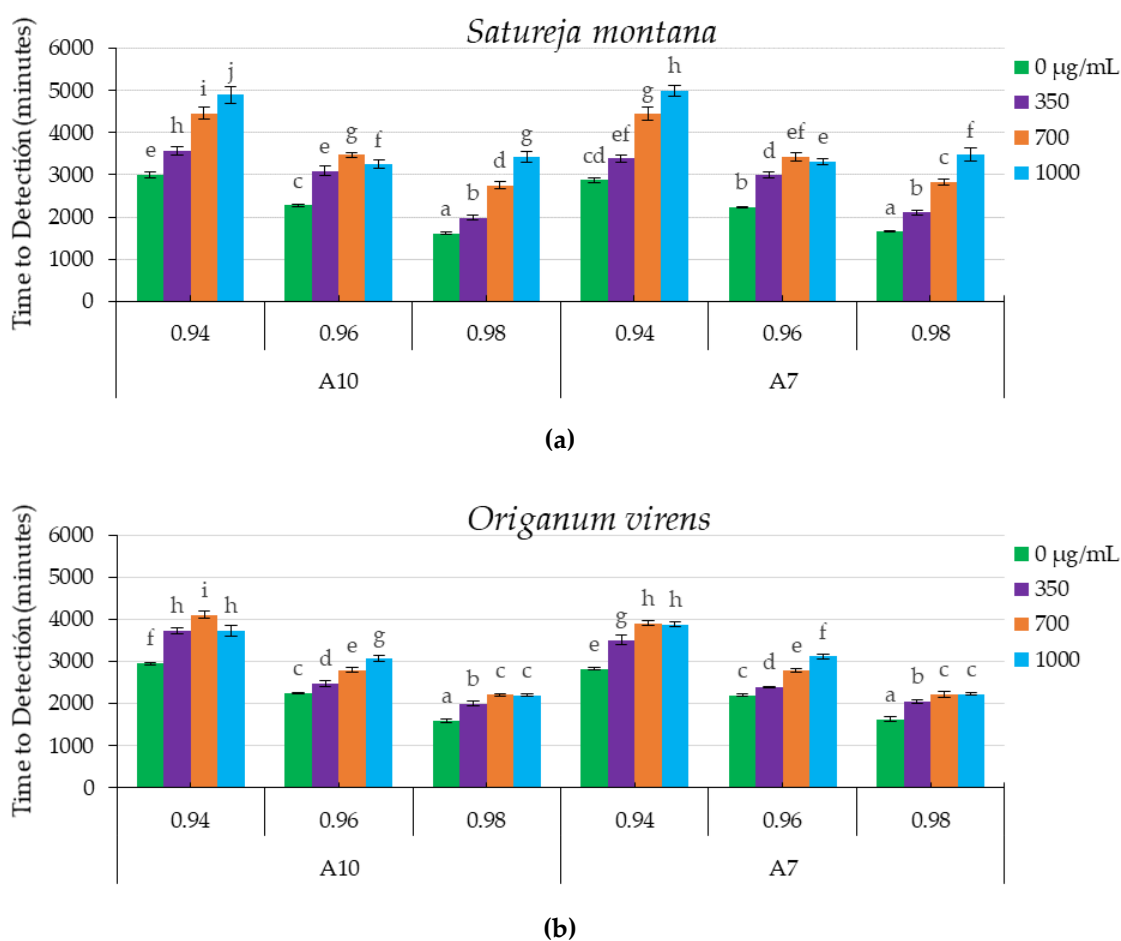 Satureja montana
Time to Detectión (minutes)
6000
5000
4000
3000
2000
1000
0
e h i j
c e g f
a b d g
cd ef g h
b d ef e
a b c f
0 µg/mL
350
700
1000
0.94 0.96 0.98 0.94 0.96 0.98
A10 A7
(a)
Origanum virens
Time to Detectión (minutes)
6000
5000
4000
3000
2000
1000
0
f h i h
c d e g
a b c c
e g h h
c d e f
a b c c
0 µg/mL
350
700
1000
0.94 0.96 0.98 0.94 0.96 0.98
A10 A7
(b)